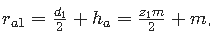 $r_{a1} = \frac{d_1}{2} + h_a = \frac{z_1 m}{2} + m,$